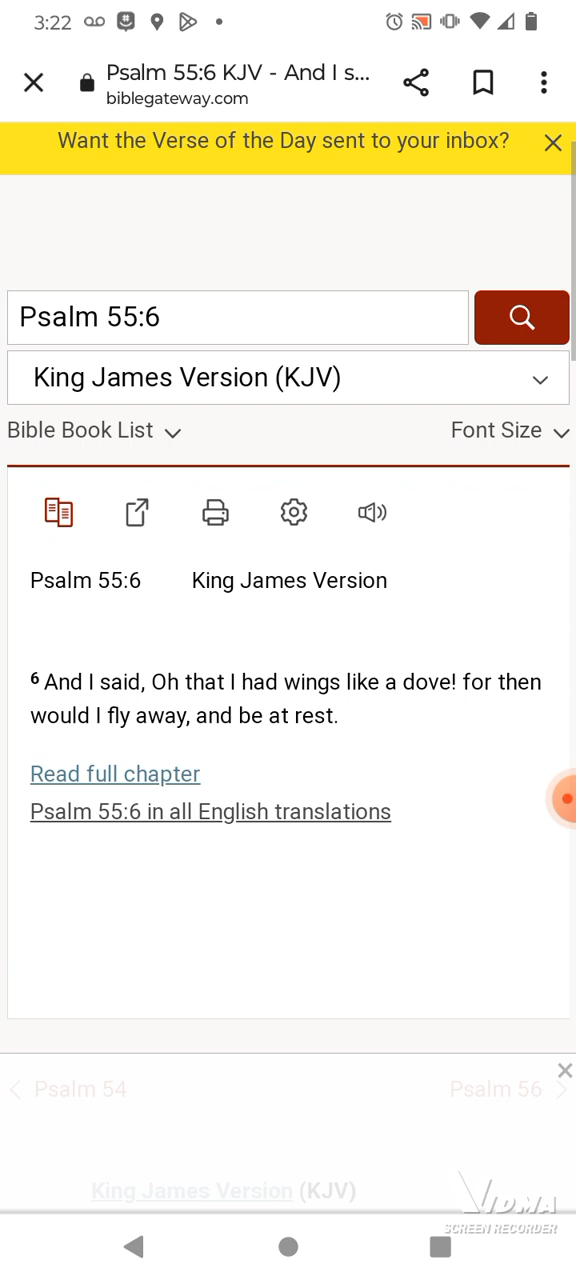 3:22
Psalm 55:6 KJV - And I s...
biblegateway.com
Want the Verse of the Day sent to your inbox?
Psalm 55:6
King James Version (KJV)
Bible Book List
Font Size
Psalm 55:6 King James Version
6 And I said, Oh that I had wings like a dove! for then
would I fly away, and be at rest.
Read full chapter
Psalm 55:6 in all English translations
Psalm 54
Psalm 56
King James Version (KJV)
VIDMA
SCREEN RECORDER